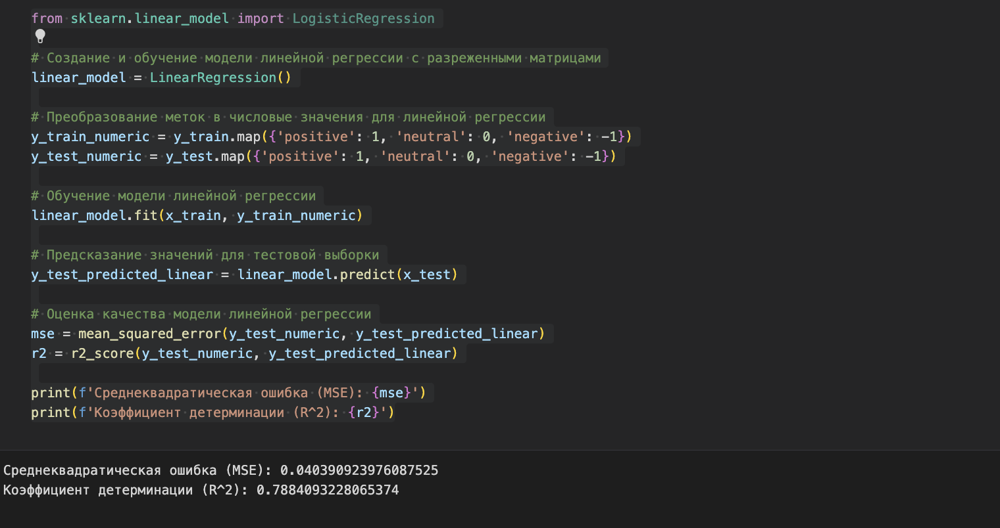 from sklearn.linear_model import LogisticRegression
# Создание и обучение модели линейной регрессии с разреженными матрицами
linear_model = LinearRegression()
# Преобразование меток в числовые значения для линейной регрессии
y_train_numeric = y_train.map({'positive': 1, 'neutral': 0, 'negative': -1})
y_test_numeric = y_test.map({'positive': 1, 'neutral': 0, 'negative': -1})
# Обучение модели линейной регрессии
linear_model.fit(x_train, y_train_numeric)
# Предсказание значений для тестовой выборки
y_test_predicted_linear = linear_model.predict(x_test)
# Оценка качества модели линейной регрессии
mse = mean_squared_error(y_test_numeric, y_test_predicted_linear)
r2 = r2_score(y_test_numeric, y_test_predicted_linear)
print(f'Среднеквадратическая ошибка (MSE): {mse}')
print(f'Коэффициент детерминации (R^2): {r2}')
Среднеквадратическая ошибка (MSE): 0.040390923976087525
Коэффициент детерминации (R^2): 0.7884093228065374